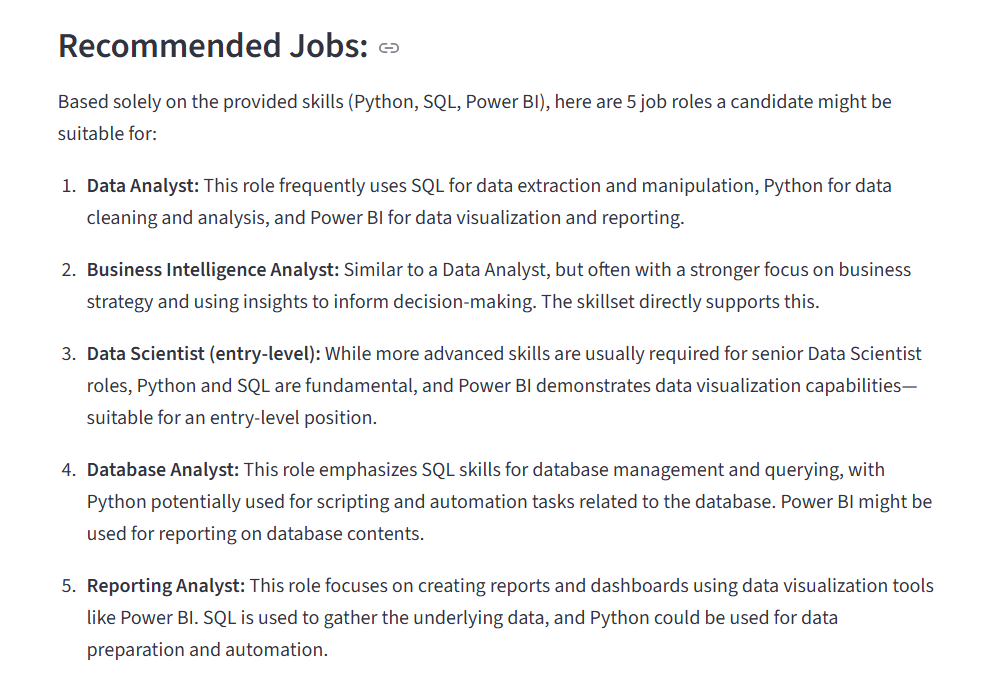 Recommended Jobs:
Based solely on the provided skills (Python, SQL, Power BI), here are 5 job roles a candidate might be
suitable for:
1. Data Analyst: This role frequently uses SQL for data extraction and manipulation, Python for data
cleaning and analysis, and Power BI for data visualization and reporting.
2. Business Intelligence Analyst: Similar to a Data Analyst, but often with a stronger focus on business
strategy and using insights to inform decision-making. The skillset directly supports this.
3. Data Scientist (entry-level): While more advanced skills are usually required for senior Data Scientist
roles, Python and SQL are fundamental, and Power BI demonstrates data visualization capabilities—
suitable for an entry-level position.
4. Database Analyst: This role emphasizes SQL skills for database management and querying, with
Python potentially used for scripting and automation tasks related to the database. Power BI might be
used for reporting on database contents.
5. Reporting Analyst: This role focuses on creating reports and dashboards using data visualization tools
like Power BI. SQL is used to gather the underlying data, and Python could be used for data
preparation and automation.